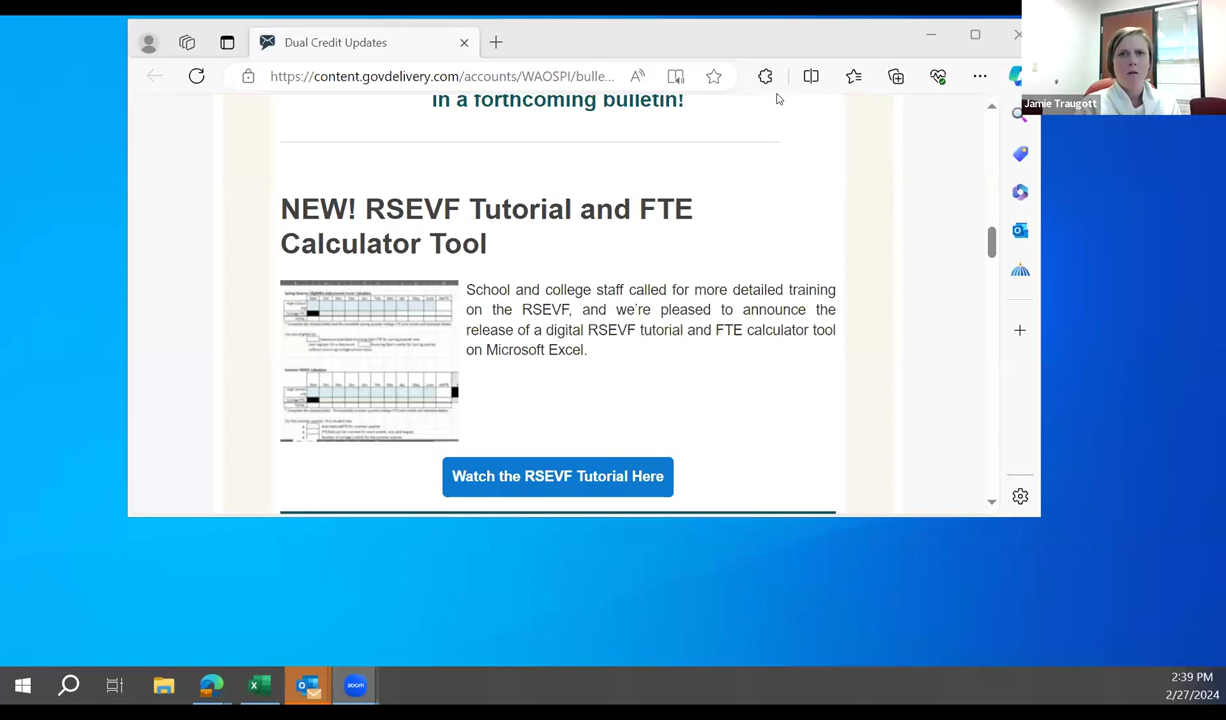 Dual Credit Updates
https://content.govdelivery.com/accounts/WAOSPI/bulle...
Jamie Traugott
in a forthcoming bulletin!
NEW! RSEVF Tutorial and FTE
Calculator Tool
School and college staff called for more detailed training
on the RSEVF, and we're pleased to announce the
release of a digital RSEVF tutorial and FTE calculator tool
on Microsoft Excel.
Watch the RSEVF Tutorial Here
zoom
2:39 PM
2/27/2024